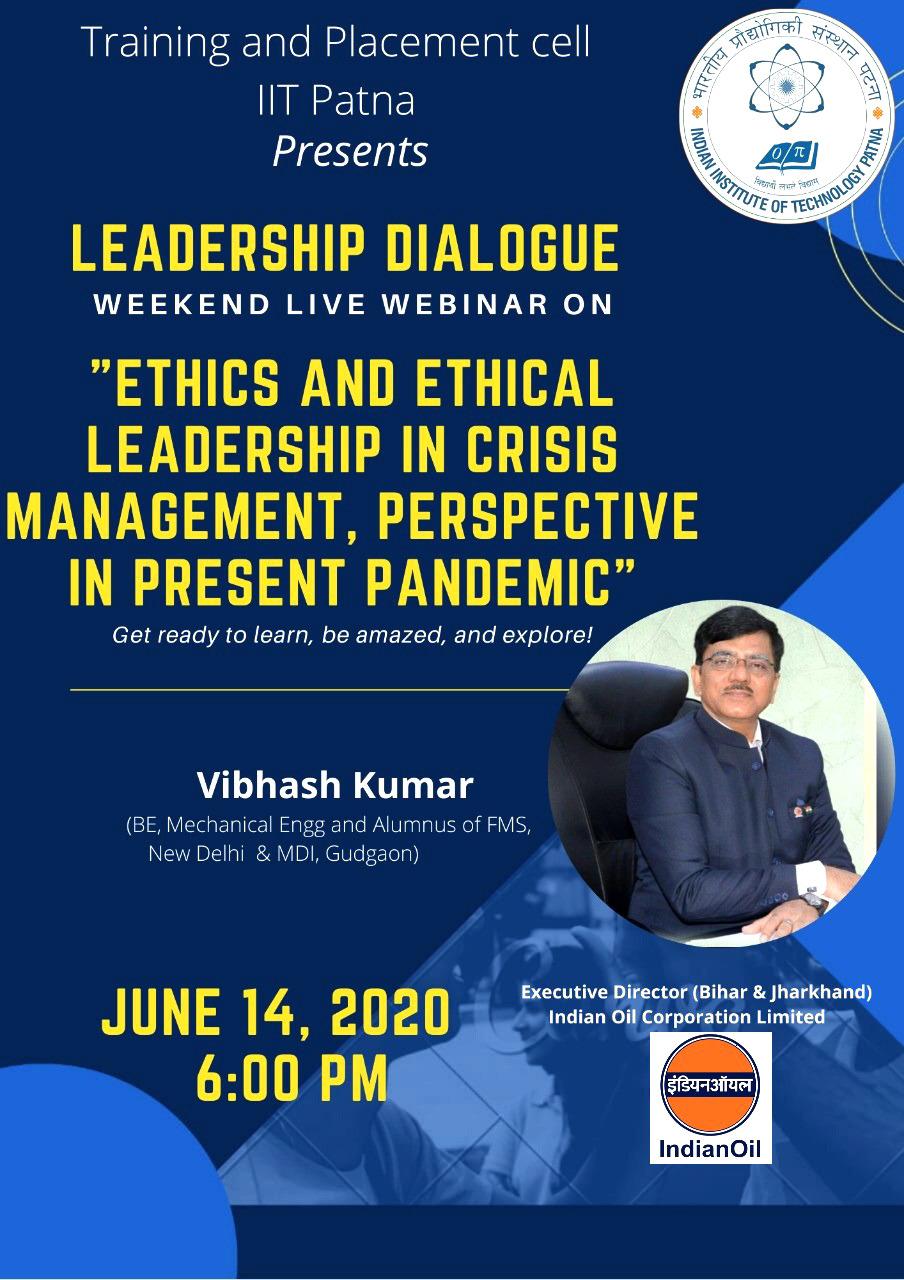 Training and Placement cell
IIT Patna
Presents
भारतीय प्रौद्योगिकी संस्थान पटना
INDIAN INSTITUTE OF TECHNOLOGY PATNA
विद्यार्थी लभते विद्याम्
LEADERSHIP DIALOGUE
WEEKEND LIVE WEBINAR ON
"ETHICS AND ETHICAL
LEADERSHIP IN CRISIS
MANAGEMENT, PERSPECTIVE
IN PRESENT PANDEMIC"
Get ready to learn, be amazed, and explore!
Vibhash Kumar
(BE, Mechanical Engg and Alumnus of FMS,
New Delhi & MDI, Gudgaon)
JUNE 14, 2020
6:00 PM
Executive Director (Bihar & Jharkhand)
Indian Oil Corporation Limited
इंडियनऑयल
IndianOil